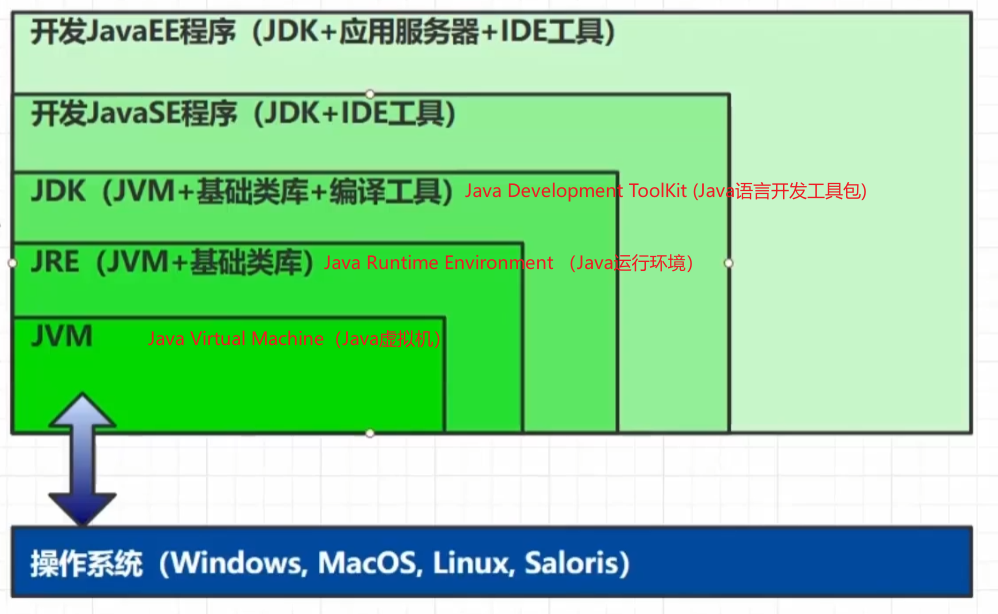 开发JavaEE程序（JDK+应用服务器+IDE工具）
开发JavaSE程序（JDK+IDE工具）
JDK（JVM+基础类库+编译工具）Java Development ToolKit (Java语言开发工具包)
JRE（JVM+基础类库）Java Runtime Environment （Java运行环境）
JVM Java Virtual Machine（Java虚拟机）
操作系统（Windows, MacOS, Linux, Saloris）